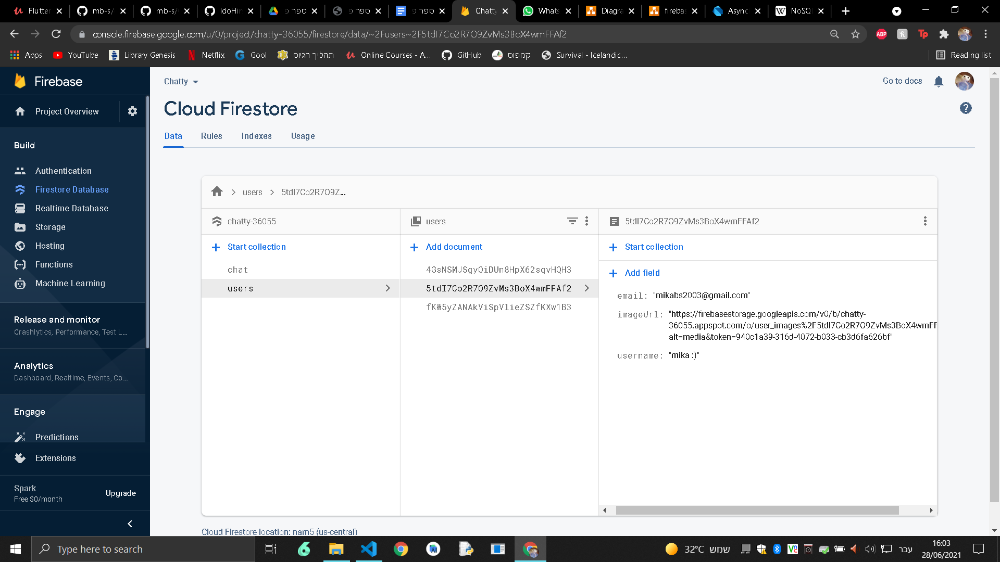 Flutter
mb-s/
mb-s/
IdoHir
ספר פ
ספר פ
ספר פ
Chatty
Whats
Diagra
fireba
Async
NoSQ
console.firebase.google.com/u/0/project/chatty-36055/firestore/data/~2Fusers~2F5tdI7Co2R7O9ZvMs3BoX4wmFFAf2
Apps
YouTube
Library Genesis
Netflix
Gool
תהליך הגיוס
Online Courses - A...
GitHub
קמפוס
Survival - Icelandic...
Reading list
Firebase
Project Overview
Build
Authentication
Firestore Database
Realtime Database
Storage
Hosting
Functions
Machine Learning
Release and monitor
Crashlytics, Performance, Test L...
Analytics
Dashboard, Realtime, Events, Co...
Engage
Predictions
Extensions
Spark
Free $0/month
Upgrade
Chatty
Go to docs
Cloud Firestore
Data
Rules
Indexes
Usage
users
5tdI7Co2R7O9Z...
chatty-36055
Start collection
chat
users
users
Add document
4GsNSMJSgyOiDUn8HpX62sqvHQH3
5tdI7Co2R7O9ZvMs3BoX4wmFFAf2
fKW5yZANAkViSpVlieZSZfKXw1B3
5tdI7Co2R7O9ZvMs3BoX4wmFFAf2
Start collection
Add field
email: "mikabs2003@gmail.com"
imageUrl: "https://firebasestorage.googleapis.com/v0/b/chatty-
36055.appspot.com/o/user_images%2F5tdI7Co2R7O9ZvMs3BoX4wmFF
alt=media&token=940c1a39-316d-4072-b033-cb3d6fa626bf"
username: "mika :)"
Cloud Firestore location: nam5 (us-central)
Type here to search
32°C שמש
עבר
16:03
28/06/2021